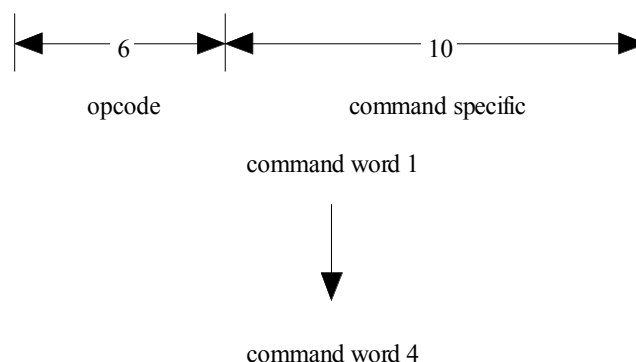 6 10
opcode command specific
command word 1
command word 4